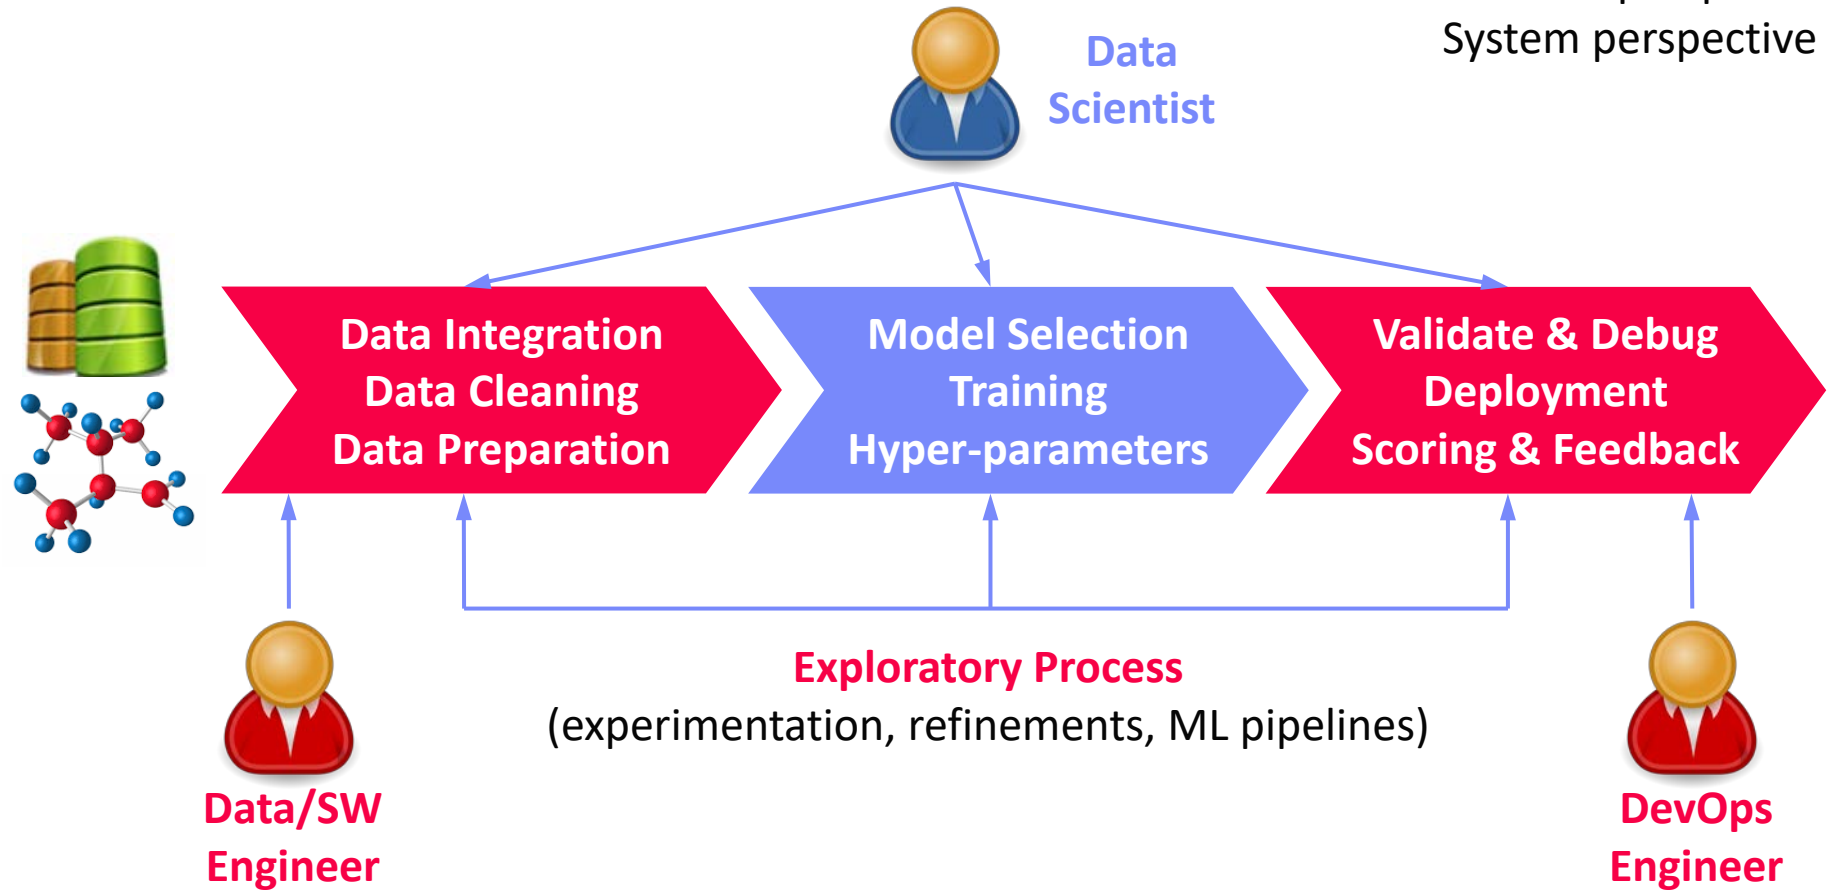 System perspective
Data
Scientist
Data Integration
Data Cleaning
Data Preparation
Model Selection
Training
Hyper-parameters
Validate & Debug
Deployment
Scoring & Feedback
Exploratory Process
(experimentation, refinements, ML pipelines)
Data/SW
Engineer
DevOps
Engineer